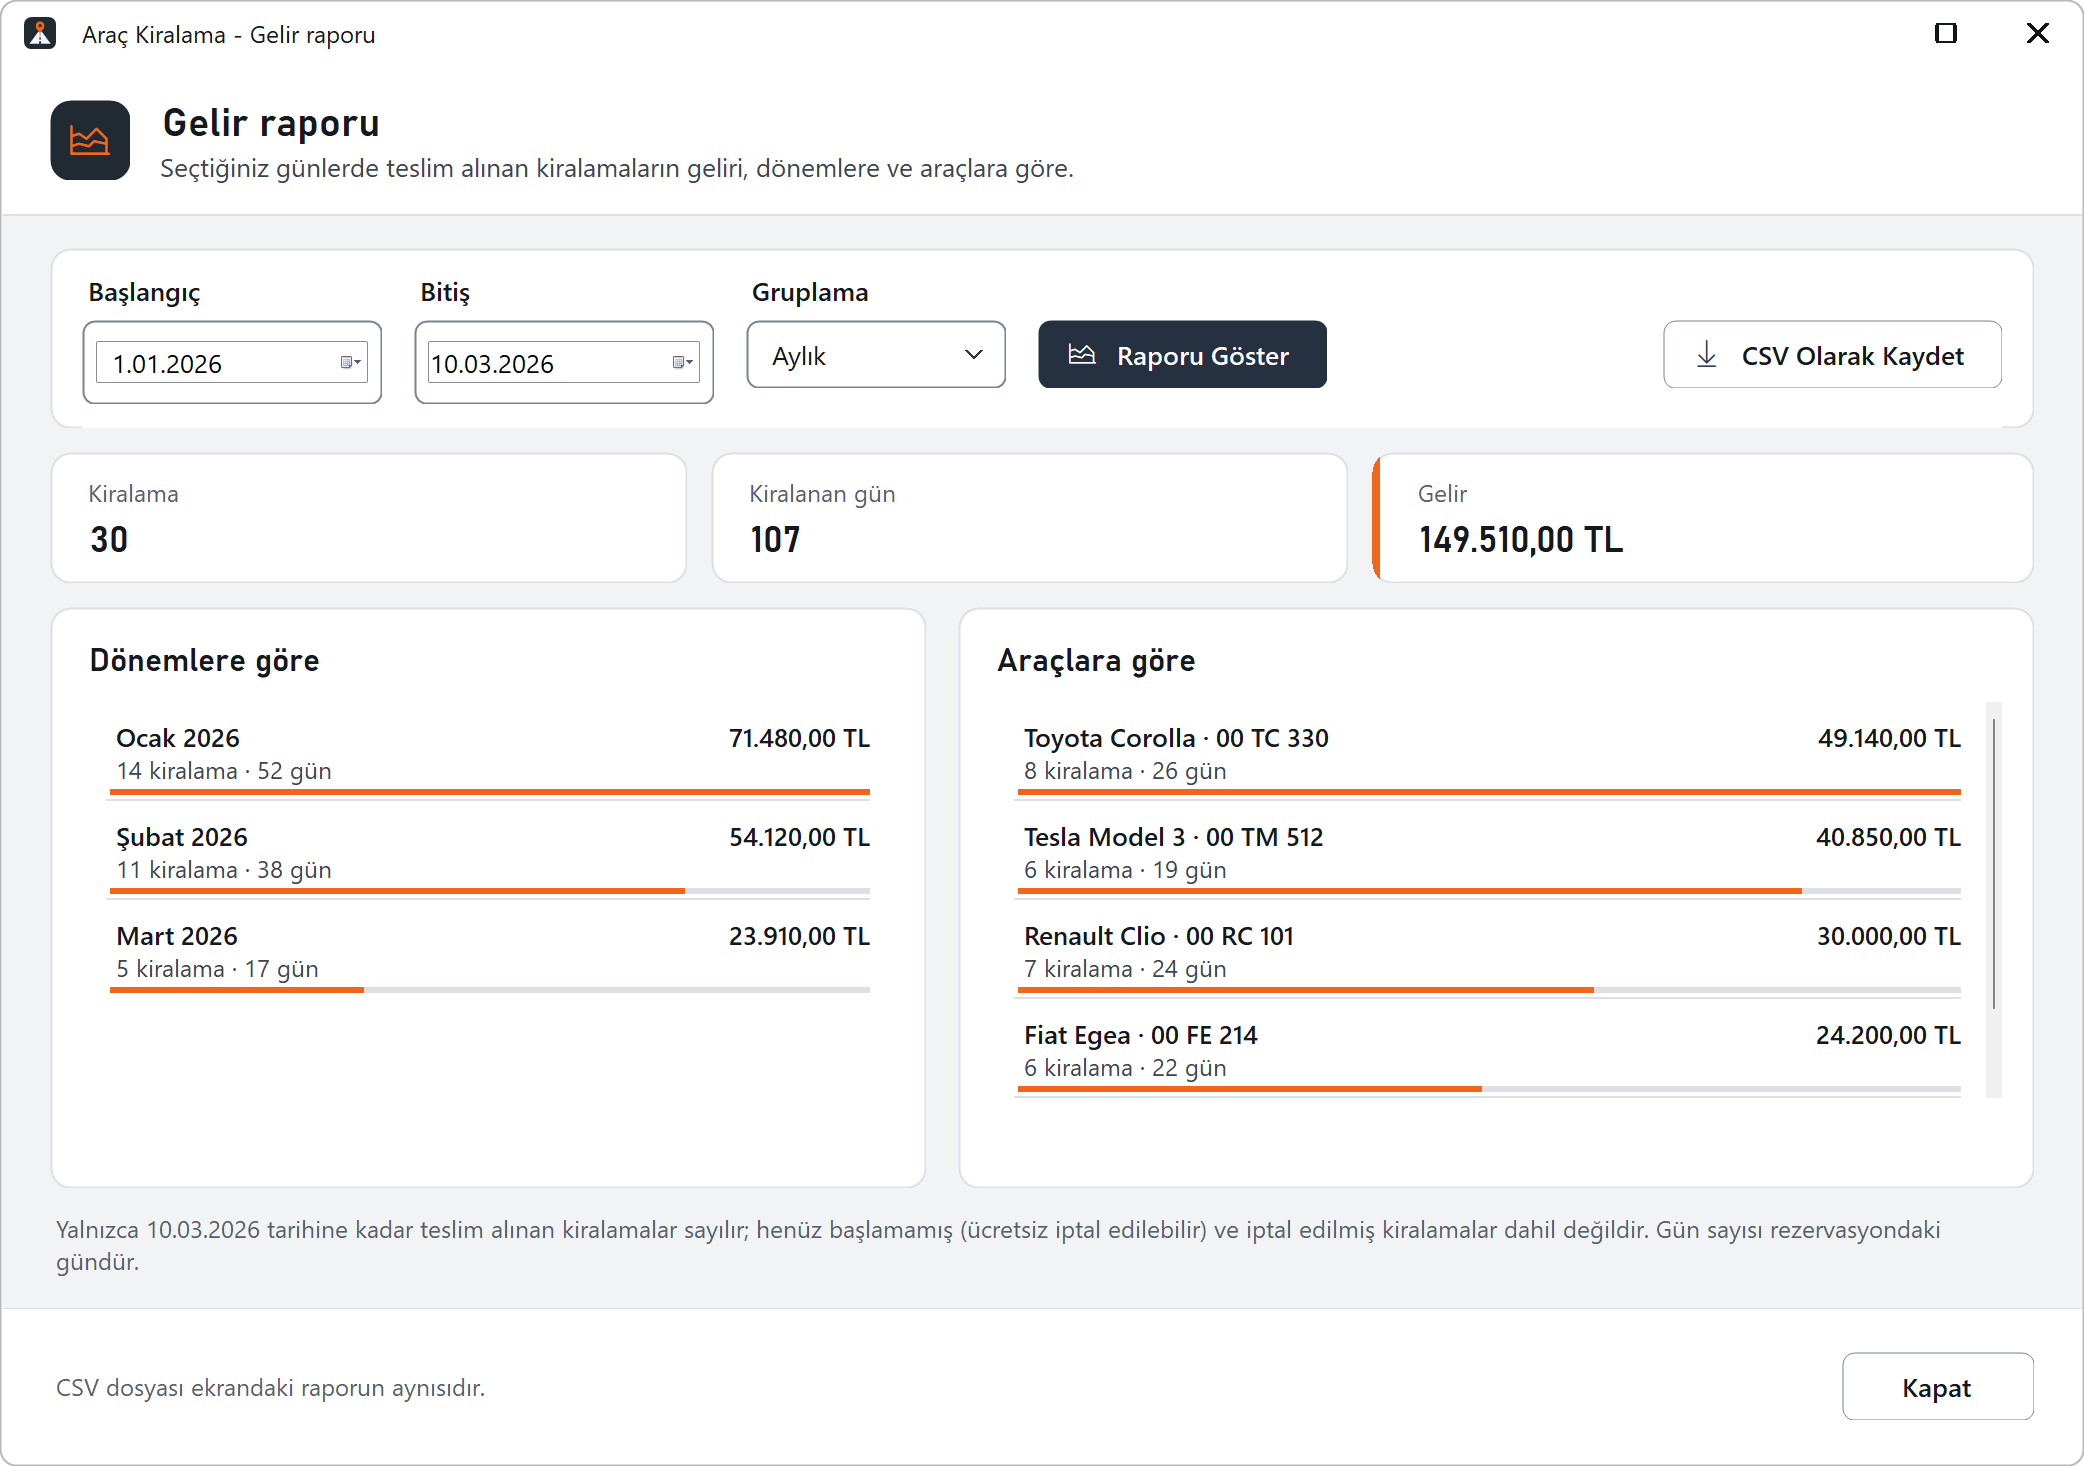 Araç Kiralama - Gelir raporu
Gelir raporu
Seçtiğiniz günlerde teslim alınan kiralamaların geliri, dönemlere ve araçlara göre.
Başlangıç
Bitiş
Gruplama
1.01.2026
10.03.2026
Aylık
Raporu Göster
CSV Olarak Kaydet
Kiralama
30
Kiralanan gün
107
Gelir
149.510,00 TL
Dönemlere göre
Ocak 2026
71.480,00 TL
14 kiralama · 52 gün
Şubat 2026
54.120,00 TL
11 kiralama · 38 gün
Mart 2026
23.910,00 TL
5 kiralama · 17 gün
Araçlara göre
Toyota Corolla · 00 TC 330
49.140,00 TL
8 kiralama · 26 gün
Tesla Model 3 · 00 TM 512
40.850,00 TL
6 kiralama · 19 gün
Renault Clio · 00 RC 101
30.000,00 TL
7 kiralama · 24 gün
Fiat Egea · 00 FE 214
24.200,00 TL
6 kiralama · 22 gün
Yalnızca 10.03.2026 tarihine kadar teslim alınan kiralamalar sayılır; henüz başlamamış (ücretsiz iptal edilebilir) ve iptal edilmiş kiralamalar dahil değildir. Gün sayısı rezervasyondaki
gündür.
CSV dosyası ekrandaki raporun aynısıdır.
Kapat